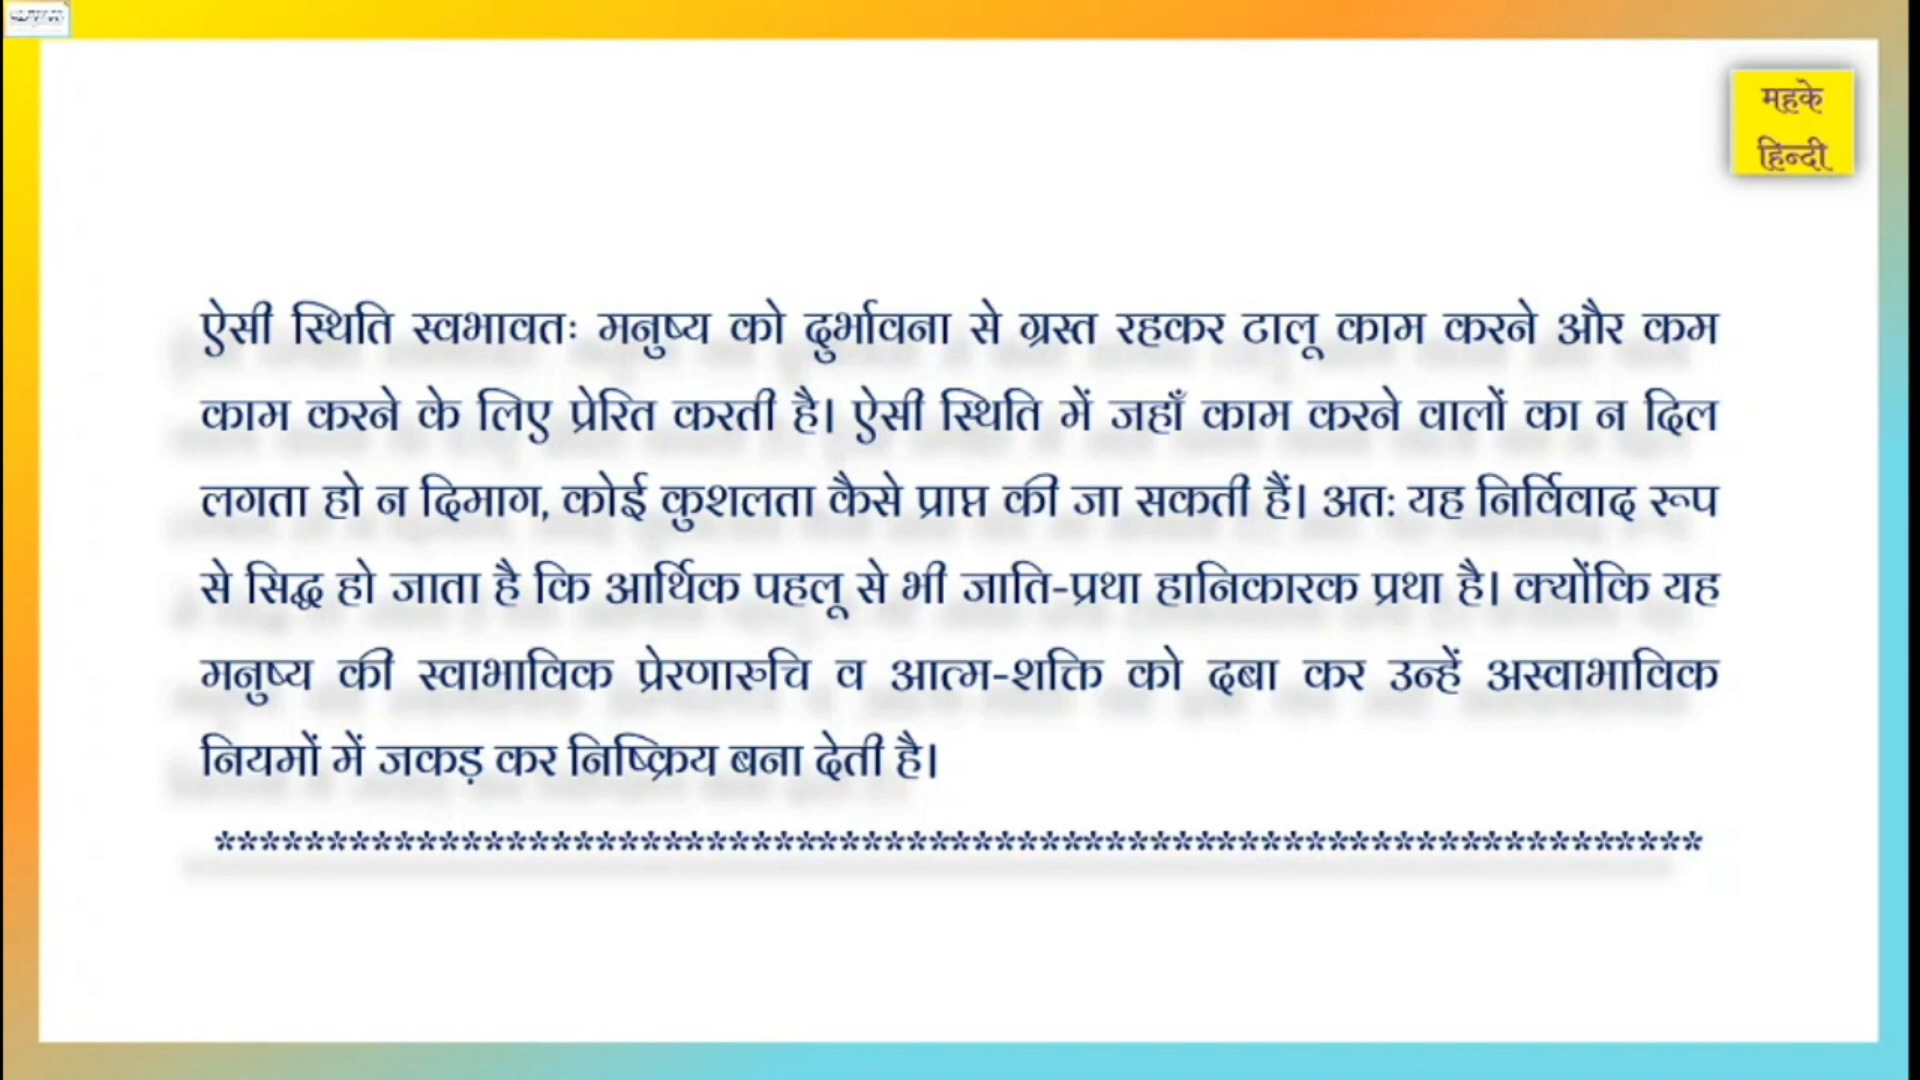 महके
हिन्दी
ऐसी स्थिति स्वभावतः मनुष्य को दुर्भावना से ग्रस्त रहकर टालू काम करने और कम
काम करने के लिए प्रेरित करती है। ऐसी स्थिति में जहाँ काम करने वालों का न दिल
लगता हो न दिमाग, कोई कुशलता कैसे प्राप्त की जा सकती हैं। अत: यह निर्विवाद रूप
से सिद्ध हो जाता है कि आर्थिक पहलू से भी जाति-प्रथा हानिकारक प्रथा है। क्योंकि यह
मनुष्य की स्वाभाविक प्रेरणारुचि व आत्म-शक्ति को दबा कर उन्हें अस्वाभाविक
नियमों में जकड़ कर निष्क्रिय बना देती है।
*******************************************************************